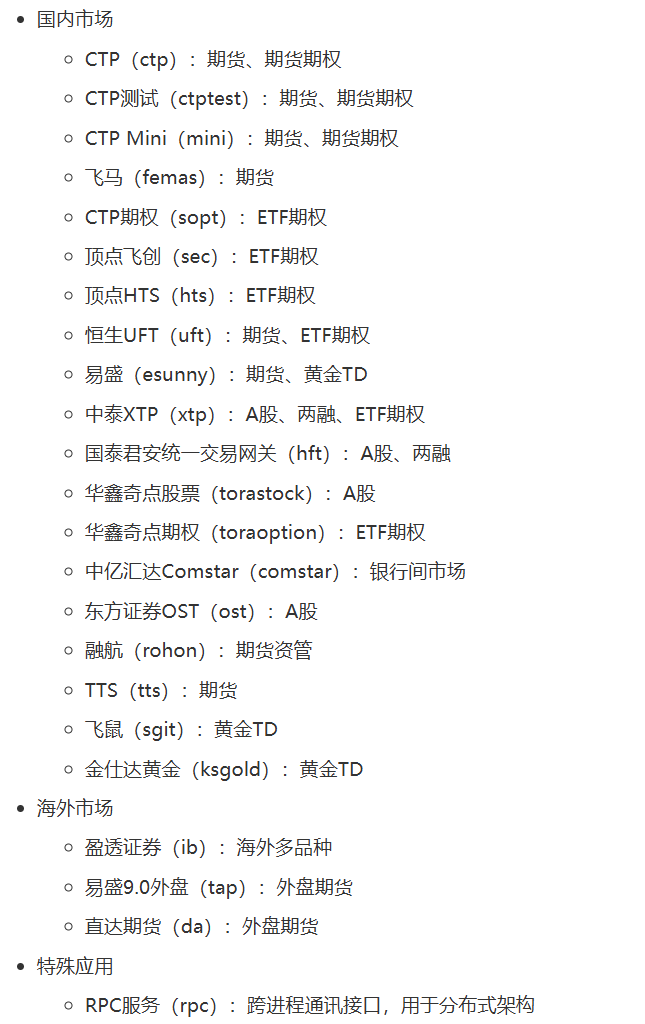 国内市场
CTP（ctp）：期货、期货期权
CTP测试（ctptest）：期货、期货期权
CTP Mini（mini）：期货、期货期权
飞马（femas）：期货
CTP期权（sopt）：ETF期权
顶点飞创（sec）：ETF期权
顶点HTS（hts）：ETF期权
恒生UFT（uft）：期货、ETF期权
易盛（esunny）：期货、黄金TD
中泰XTP（xtp）：A股、两融、ETF期权
国泰君安统一交易网关（hft）：A股、两融
华鑫奇点股票（torastock）：A股
华鑫奇点期权（toraoption）：ETF期权
中亿汇达Comstar（comstar）：银行间市场
东方证券OST（ost）：A股
融航（rohon）：期货资管
TTS（tts）：期货
飞鼠（sgit）：黄金TD
金仕达黄金（ksgold）：黄金TD
海外市场
盈透证券（ib）：海外多品种
易盛9.0外盘（tap）：外盘期货
直达期货（da）：外盘期货
特殊应用
RPC服务（rpc）：跨进程通讯接口，用于分布式架构